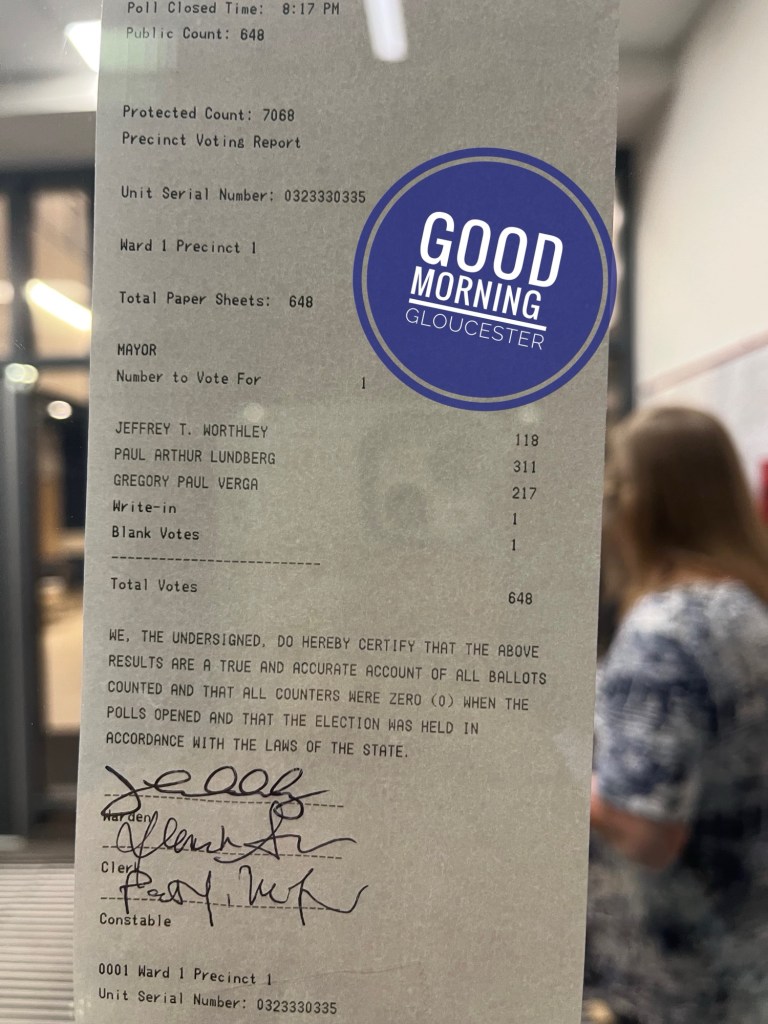 Poll Closed Time: 8:17 PM
Public Count: 648
Protected Count: 7068
Precinct Voting Report
Unit Serial Number: 0323330335
Ward 1 Precinct 1
Total Paper Sheets: 648
GOOD
MORNING
GLOUCESTER
MAYOR
Number to Vote For 1
JEFFREY T. WORTHLEY 118
PAUL ARTHUR LUNDBERG 311
GREGORY PAUL VERGA 217
Write-in 1
Blank Votes 1
--------------------------
Total Votes 648
WE, THE UNDERSIGNED, DO HEREBY CERTIFY THAT THE ABOVE
RESULTS ARE A TRUE AND ACCURATE ACCOUNT OF ALL BALLOTS
COUNTED AND THAT ALL COUNTERS WERE ZERO (0) WHEN THE
POLLS OPENED AND THAT THE ELECTION WAS HELD IN
ACCORDANCE WITH THE LAWS OF THE STATE.
Warden
Clerk
Constable
0001 Ward 1 Precinct 1
Unit Serial Number: 0323330335